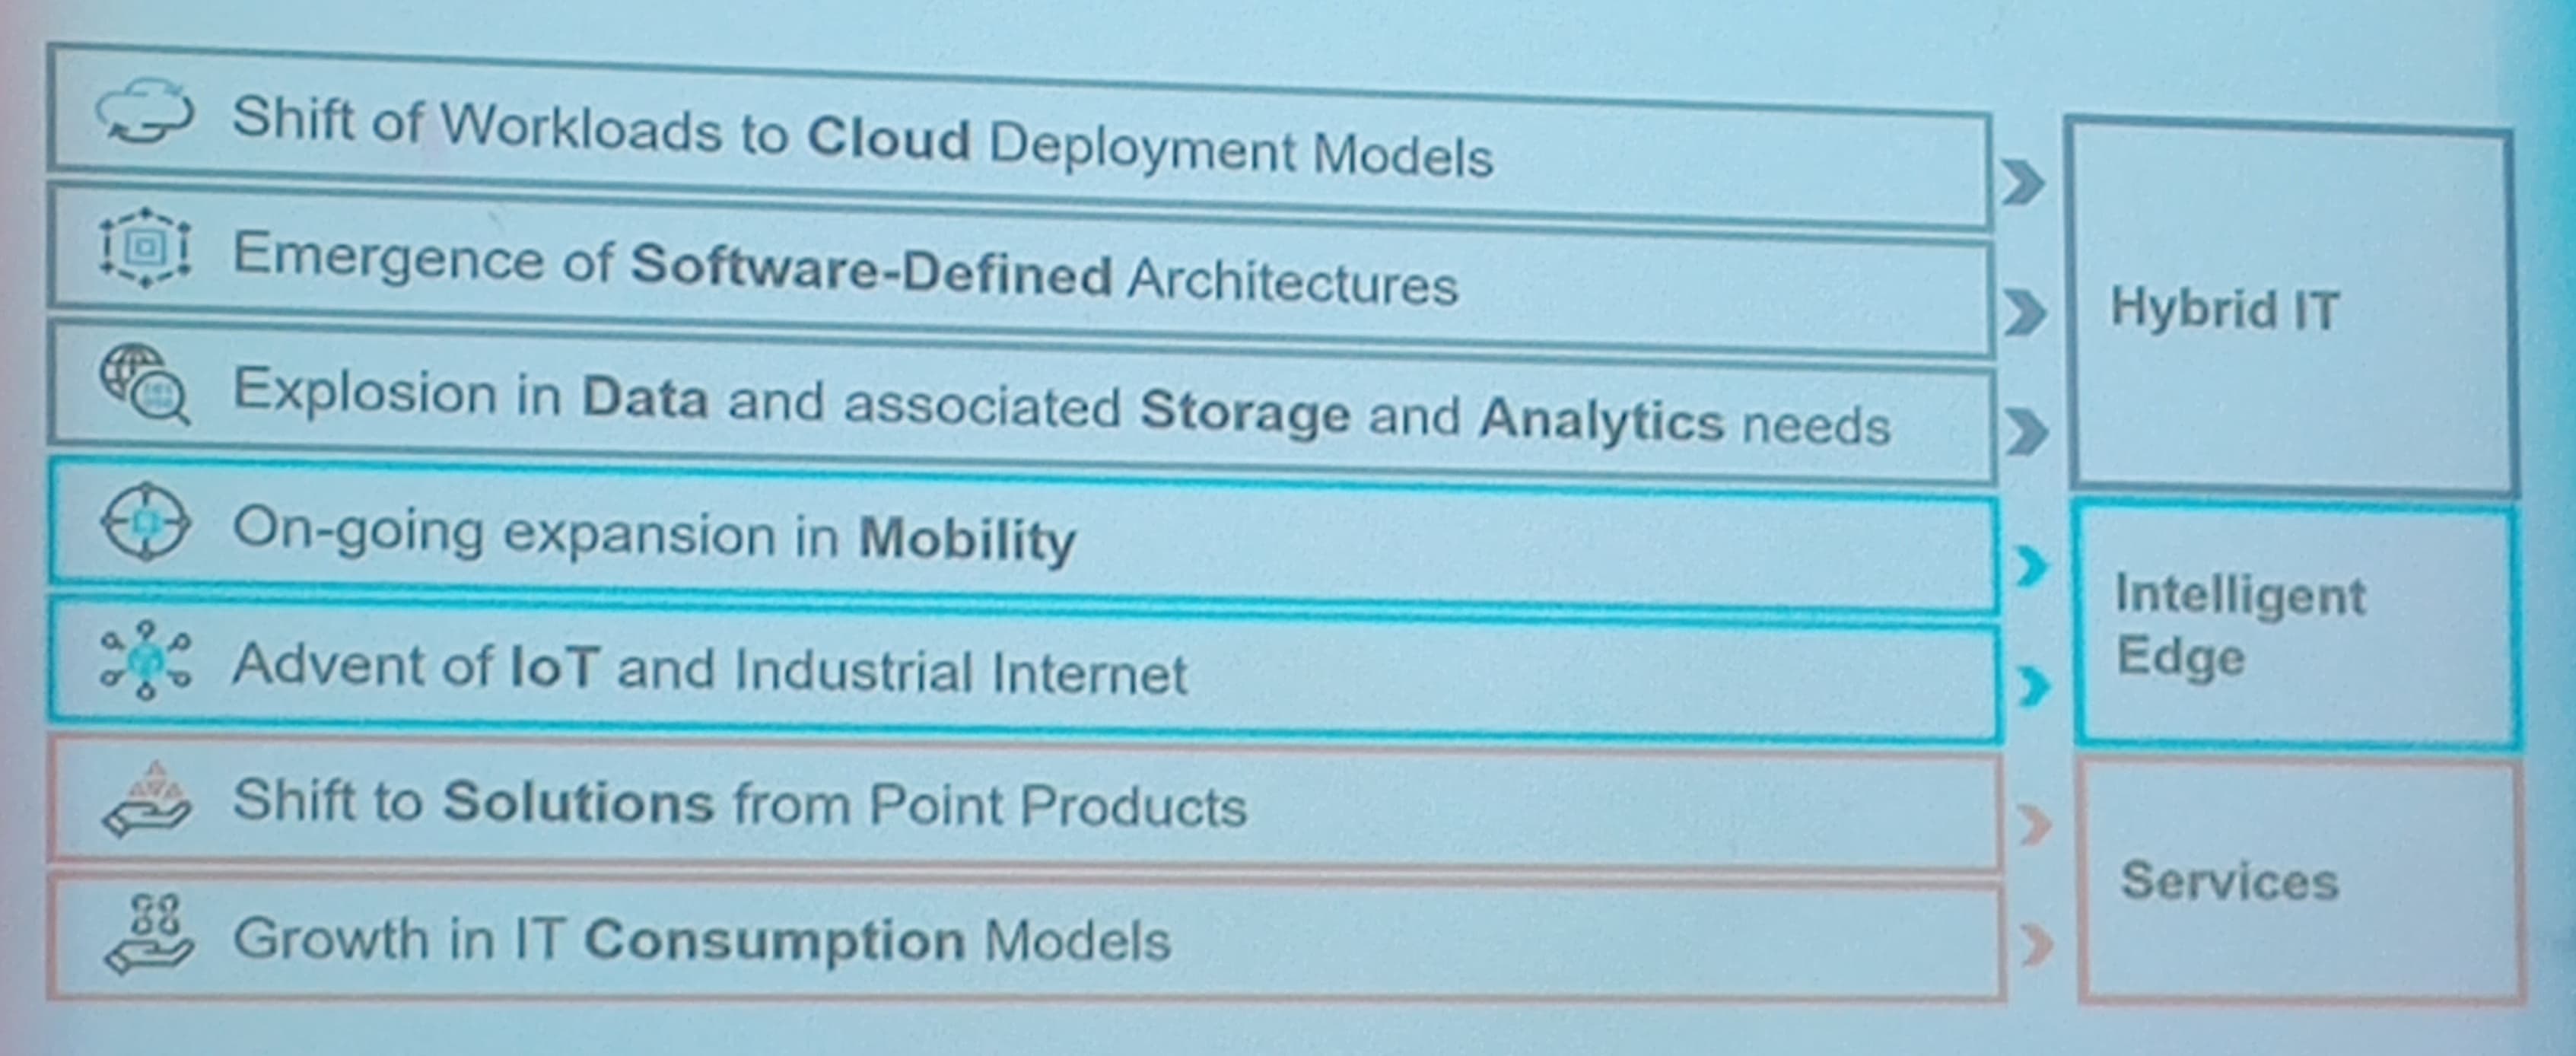 Shift of Workloads to Cloud Deployment Models
Emergence of Software-Defined Architectures
Explosion in Data and associated Storage and Analytics needs
Hybrid IT
On-going expansion in Mobility
Advent of IoT and Industrial Internet
Intelligent
Edge
Shift to Solutions from Point Products
Growth in IT Consumption Models
Services